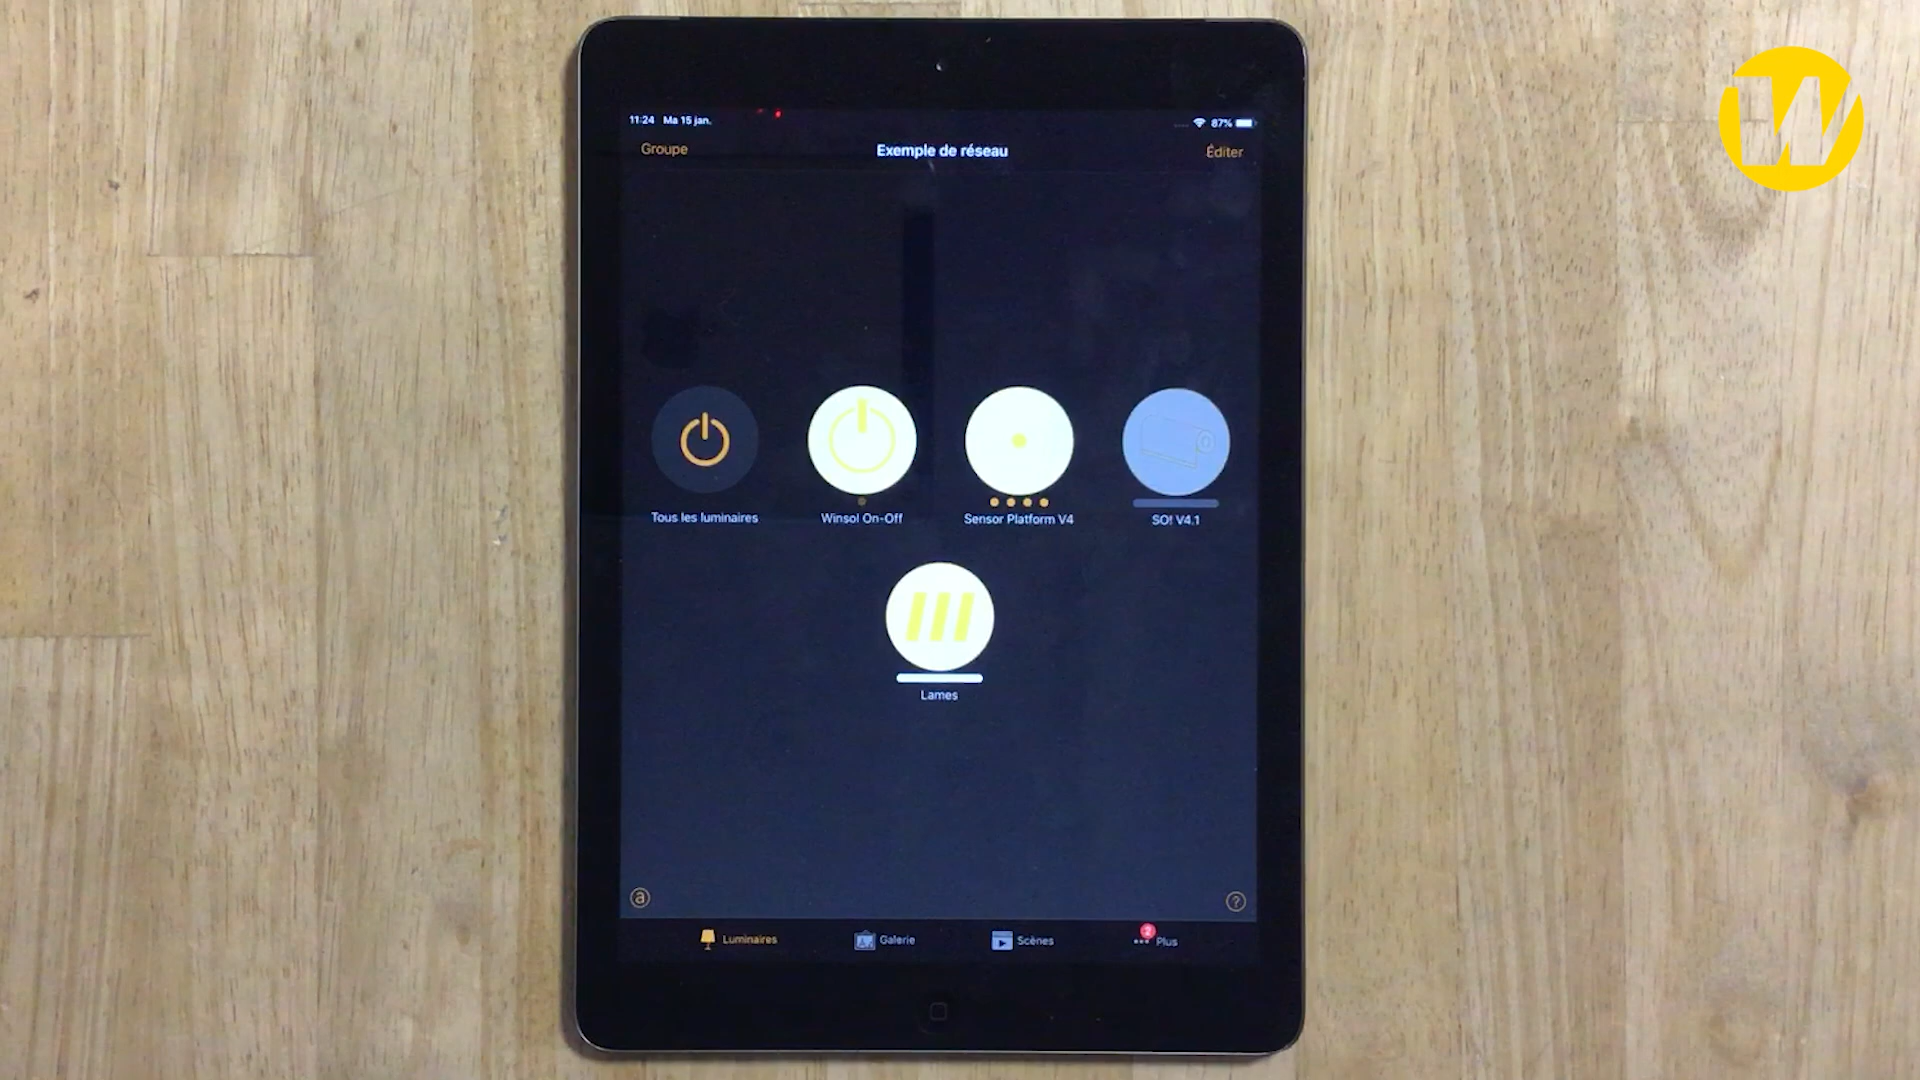 11:24 Ma 15 jan. 87%
Groupe Exemple de réseau Éditer
Tous les luminaires Winsol On-Off Sensor Platform V4 SO! V4.1
Lames
a ?
Luminaires Galerie Scènes 2 Plus
W